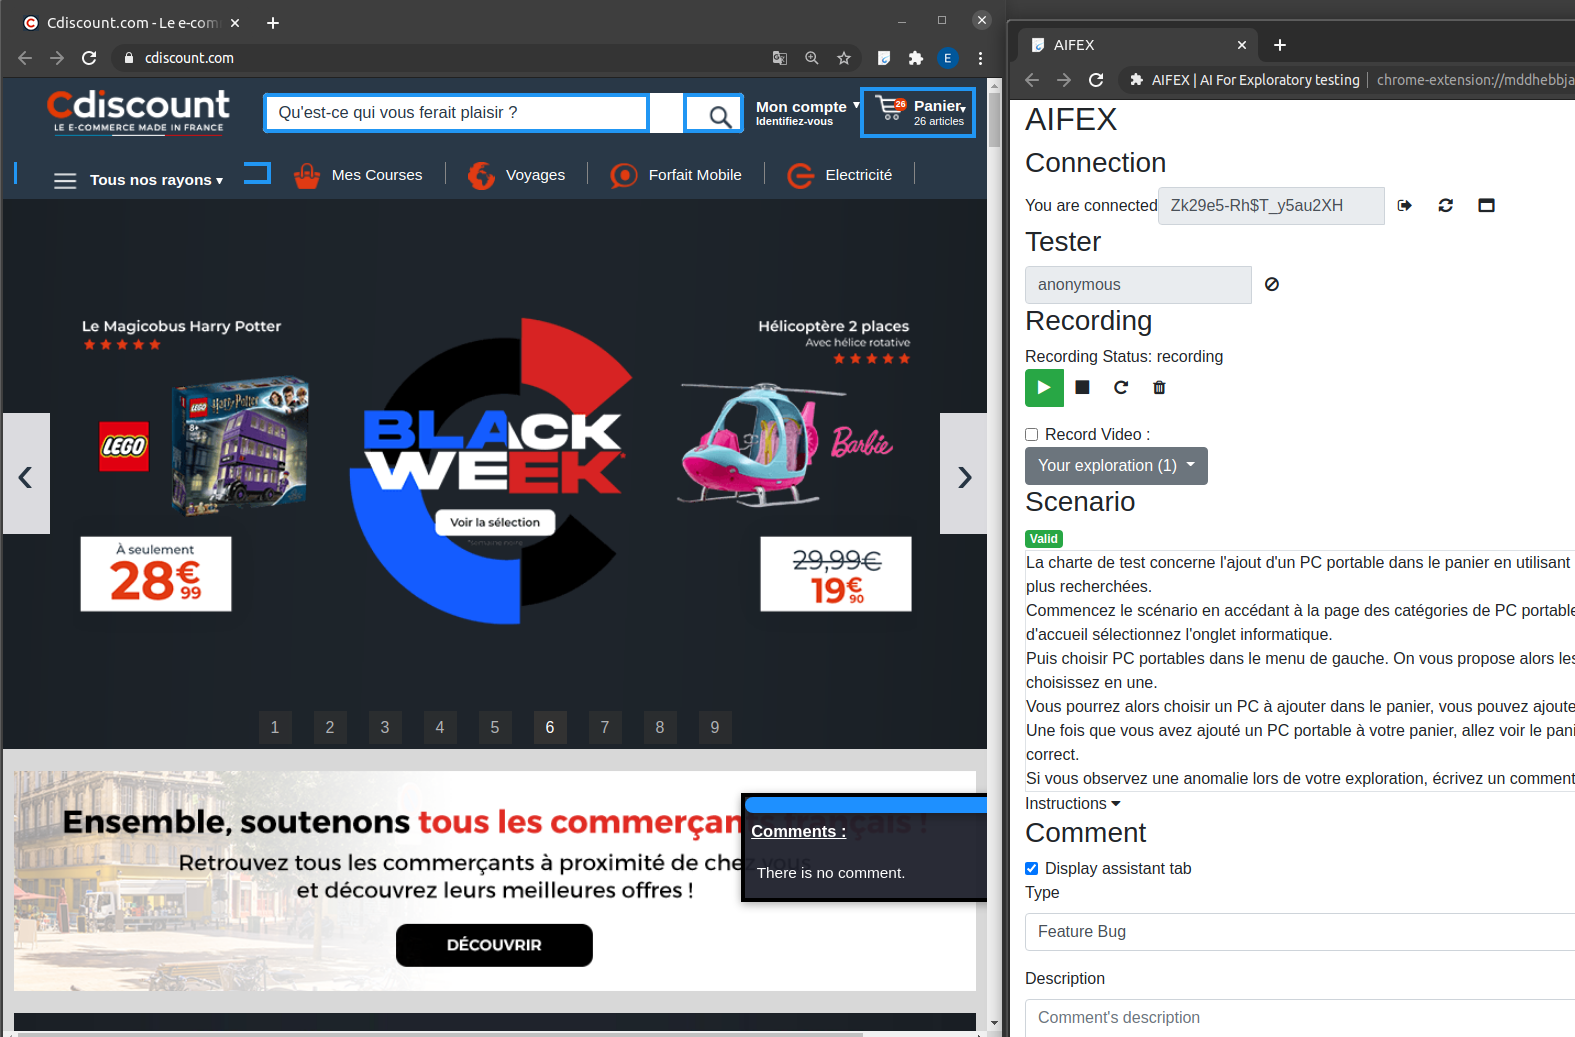 Cdiscount.com - Le e-com
cdiscount.com
E
Cdiscount
LE E-COMMERCE MADE IN FRANCE
Qu'est-ce qui vous ferait plaisir ?
Mon compte ▾
Identifiez-vous
26
Panier▾
26 articles
Tous nos rayons ▾
Mes Courses
Voyages
Forfait Mobile
Electricité
Le Magicobus Harry Potter
LEGO
LEGO Harry Potter
8+
À seulement
28€99
BLACK
WEEK*
Voir la sélection
Hélicoptère 2 places
Avec hélice rotative
Barbie
29,99€
19€90
1 2 3 4 5 6 7 8 9
Ensemble, soutenons tous les commerçants français !
Retrouvez tous les commerçants à proximité de chez vous
et découvrez leurs meilleures offres !
DÉCOUVRIR
Comments :
There is no comment.
AIFEX
AIFEX | AI For Exploratory testing
chrome-extension://mddhebbja
AIFEX
Connection
You are connected
Zk29e5-Rh$T_y5au2XH
Tester
anonymous
Recording
Recording Status: recording
Record Video :
Your exploration (1)
Scenario
Valid
La charte de test concerne l'ajout d'un PC portable dans le panier en utilisant
plus recherchées.
Commencez le scénario en accédant à la page des catégories de PC portable
d'accueil sélectionnez l'onglet informatique.
Puis choisir PC portables dans le menu de gauche. On vous propose alors les
choisissez en une.
Vous pourrez alors choisir un PC à ajouter dans le panier, vous pouvez ajoute
Une fois que vous avez ajouté un PC portable à votre panier, allez voir le pani
correct.
Si vous observez une anomalie lors de votre exploration, écrivez un comment
Instructions
Comment
Display assistant tab
Type
Feature Bug
Description
Comment's description